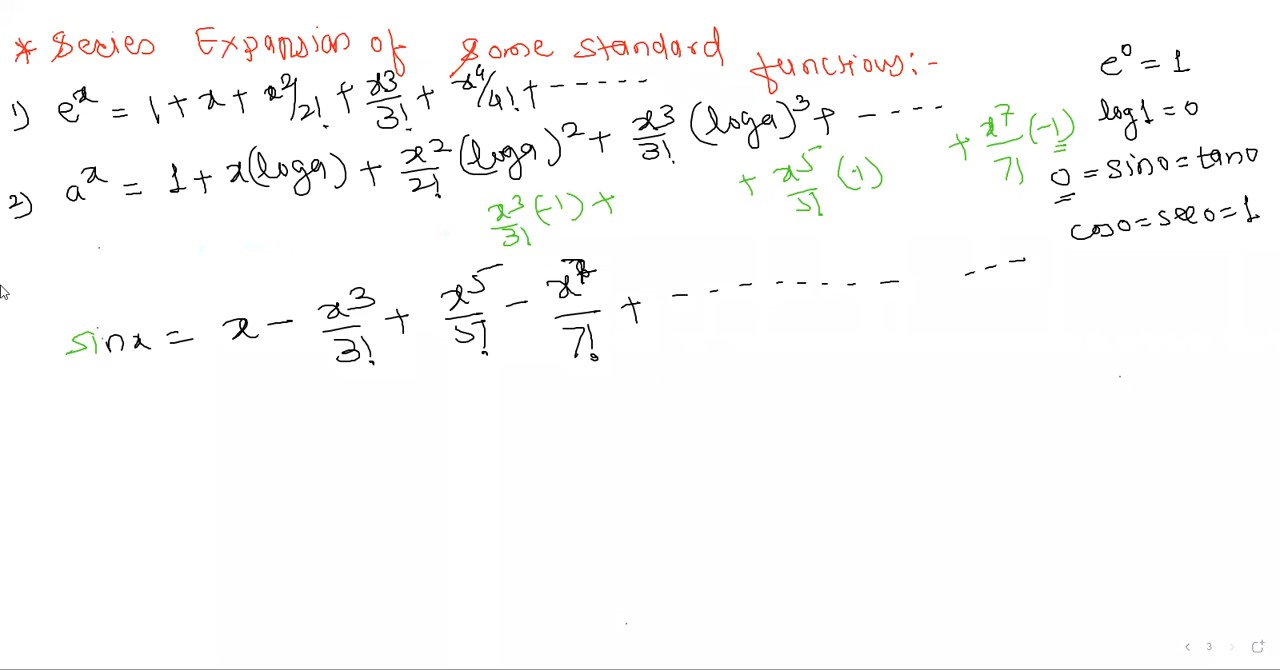 * Series Expansion of some standard functions:-
e⁰ = 1
1) eˣ = 1 + x + x²/2! + x³/3! + x⁴/4! + -----
log1 = 0
2) aˣ = 1 + x(loga) + x²/2! (loga)² + x³/3! (loga)³ + ----
0 = sin0 = tan0
x³/3! (-1) + + x⁵/5! (-1) + x⁷/7! (-1)
cos0 = sec0 = 1
sinx = x - x³/3! + x⁵/5! - x⁷/7! + -------- ---
3